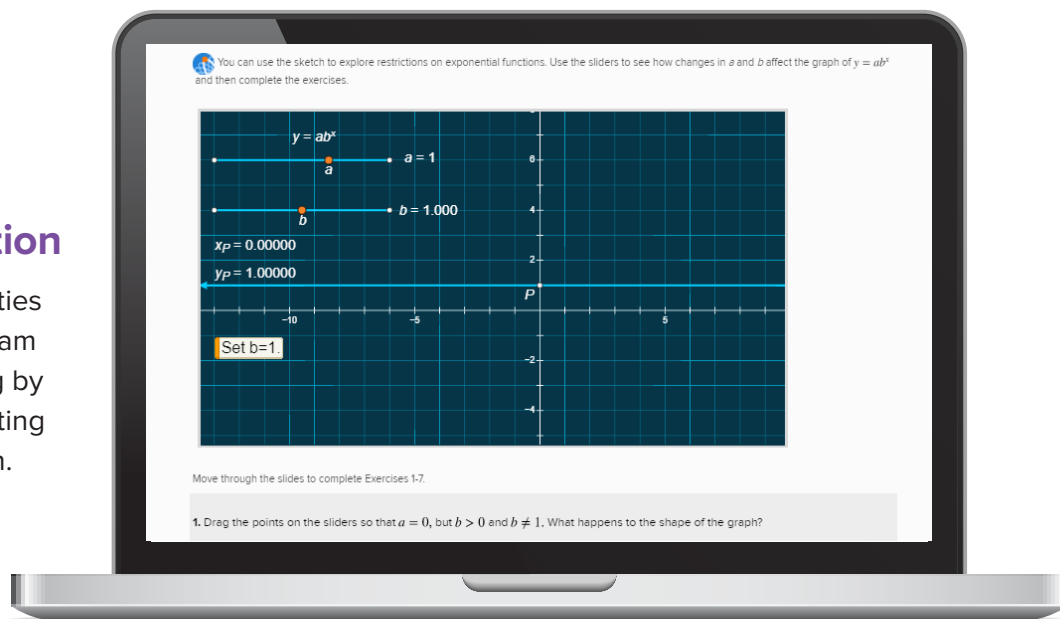 tion
ties
am
g by
ting
n.
You can use the sketch to explore restrictions on exponential functions. Use the sliders to see how changes in a and b affect the graph of y = abˣ
and then complete the exercises.
y = abˣ
a = 1
a
b = 1.000
b
xP = 0.00000
yP = 1.00000
P
6
4
2
-2
-4
-10
-5
5
Set b=1.
Move through the slides to complete Exercises 1-7.
1. Drag the points on the sliders so that a = 0, but b > 0 and b ≠ 1. What happens to the shape of the graph?